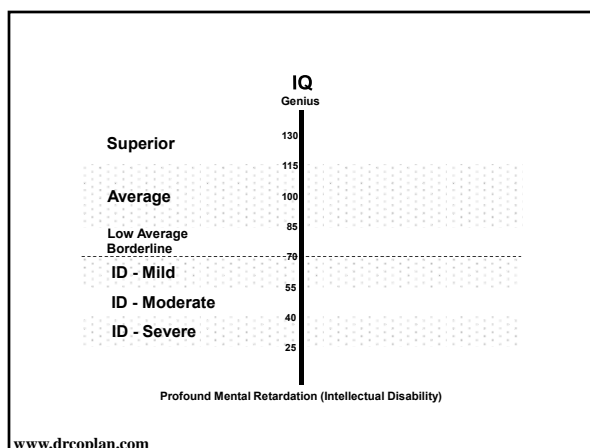 IQ
Genius
130
Superior
115
Average
100
85
Low Average
Borderline
70
ID - Mild
55
ID - Moderate
40
ID - Severe
25
Profound Mental Retardation (Intellectual Disability)
www.drcoplan.com